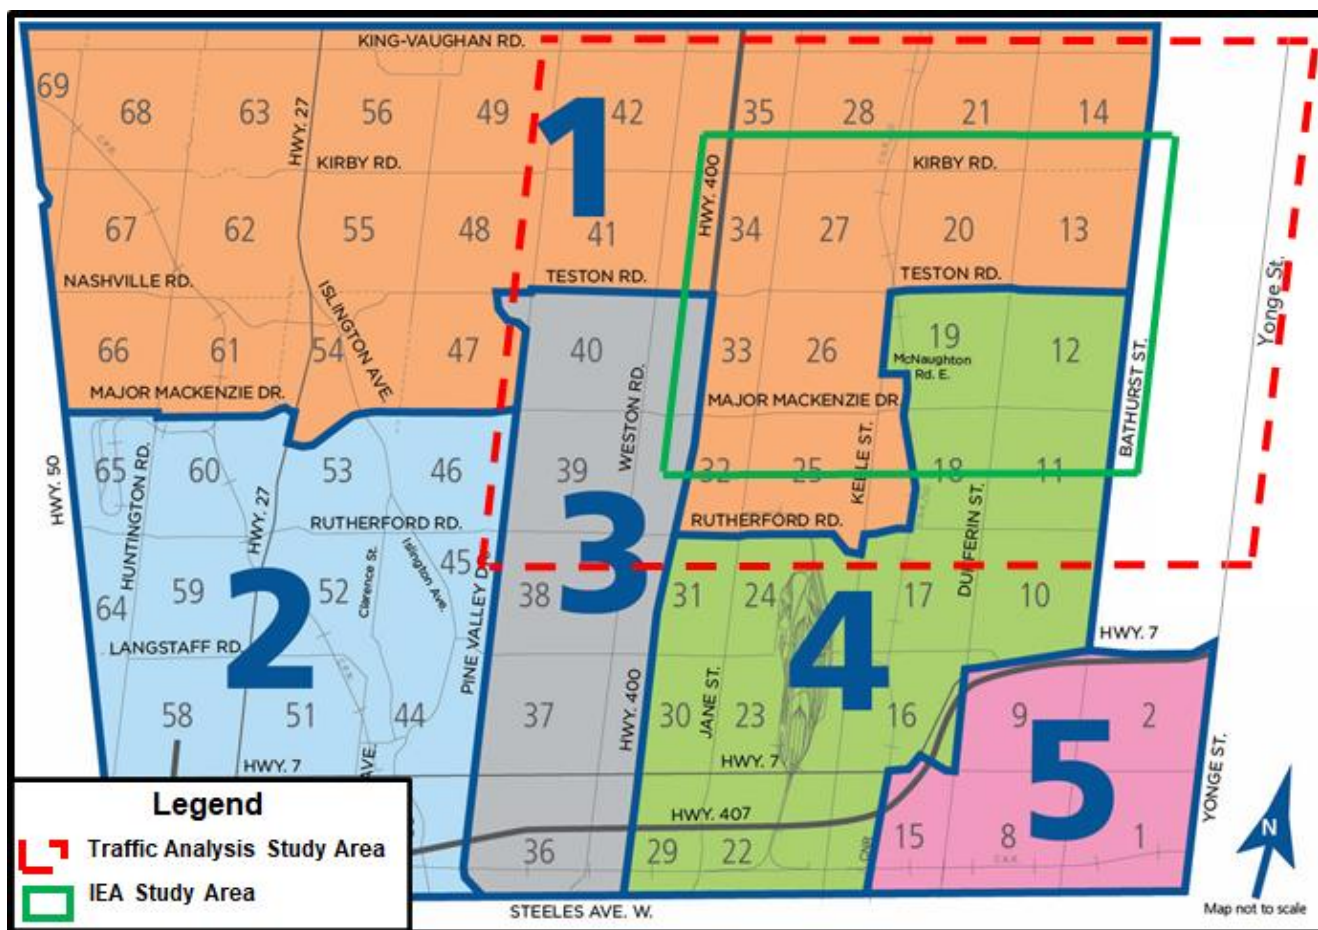 KING-VAUGHAN RD.
69
68
63
56
49
42
35
28
21
14
HWY. 27
1
KIRBY RD.
KIRBY RD.
HWY. 400
67
62
55
48
41
34
27
20
13
NASHVILLE RD.
TESTON RD.
TESTON RD.
ISLINGTON AVE.
Yonge St.
66
61
54
47
40
33
26
19
12
McNaughton
Rd. E.
MAJOR MACKENZIE DR.
MAJOR MACKENZIE DR.
WESTON RD.
BATHURST ST.
HWY. 50
65
HUNTINGTON RD.
60
53
46
39
32
25
KEELE ST.
18
11
HWY. 27
RUTHERFORD RD.
RUTHERFORD RD.
3
DUFFERIN ST.
64
59
2
52
Clarence St.
Islington Ave.
45
PINE VALLEY DR.
38
31
24
4
17
10
LANGSTAFF RD.
HWY. 7
58
51
C.P.R.
44
37
HWY. 400
30
JANE ST.
23
16
9
5
2
HWY. 7
AVE.
HWY. 7
YONGE ST.
HWY. 407
36
29
22
CNR
15
8
1
STEELES AVE. W.
Legend
Traffic Analysis Study Area
IEA Study Area
N
Map not to scale